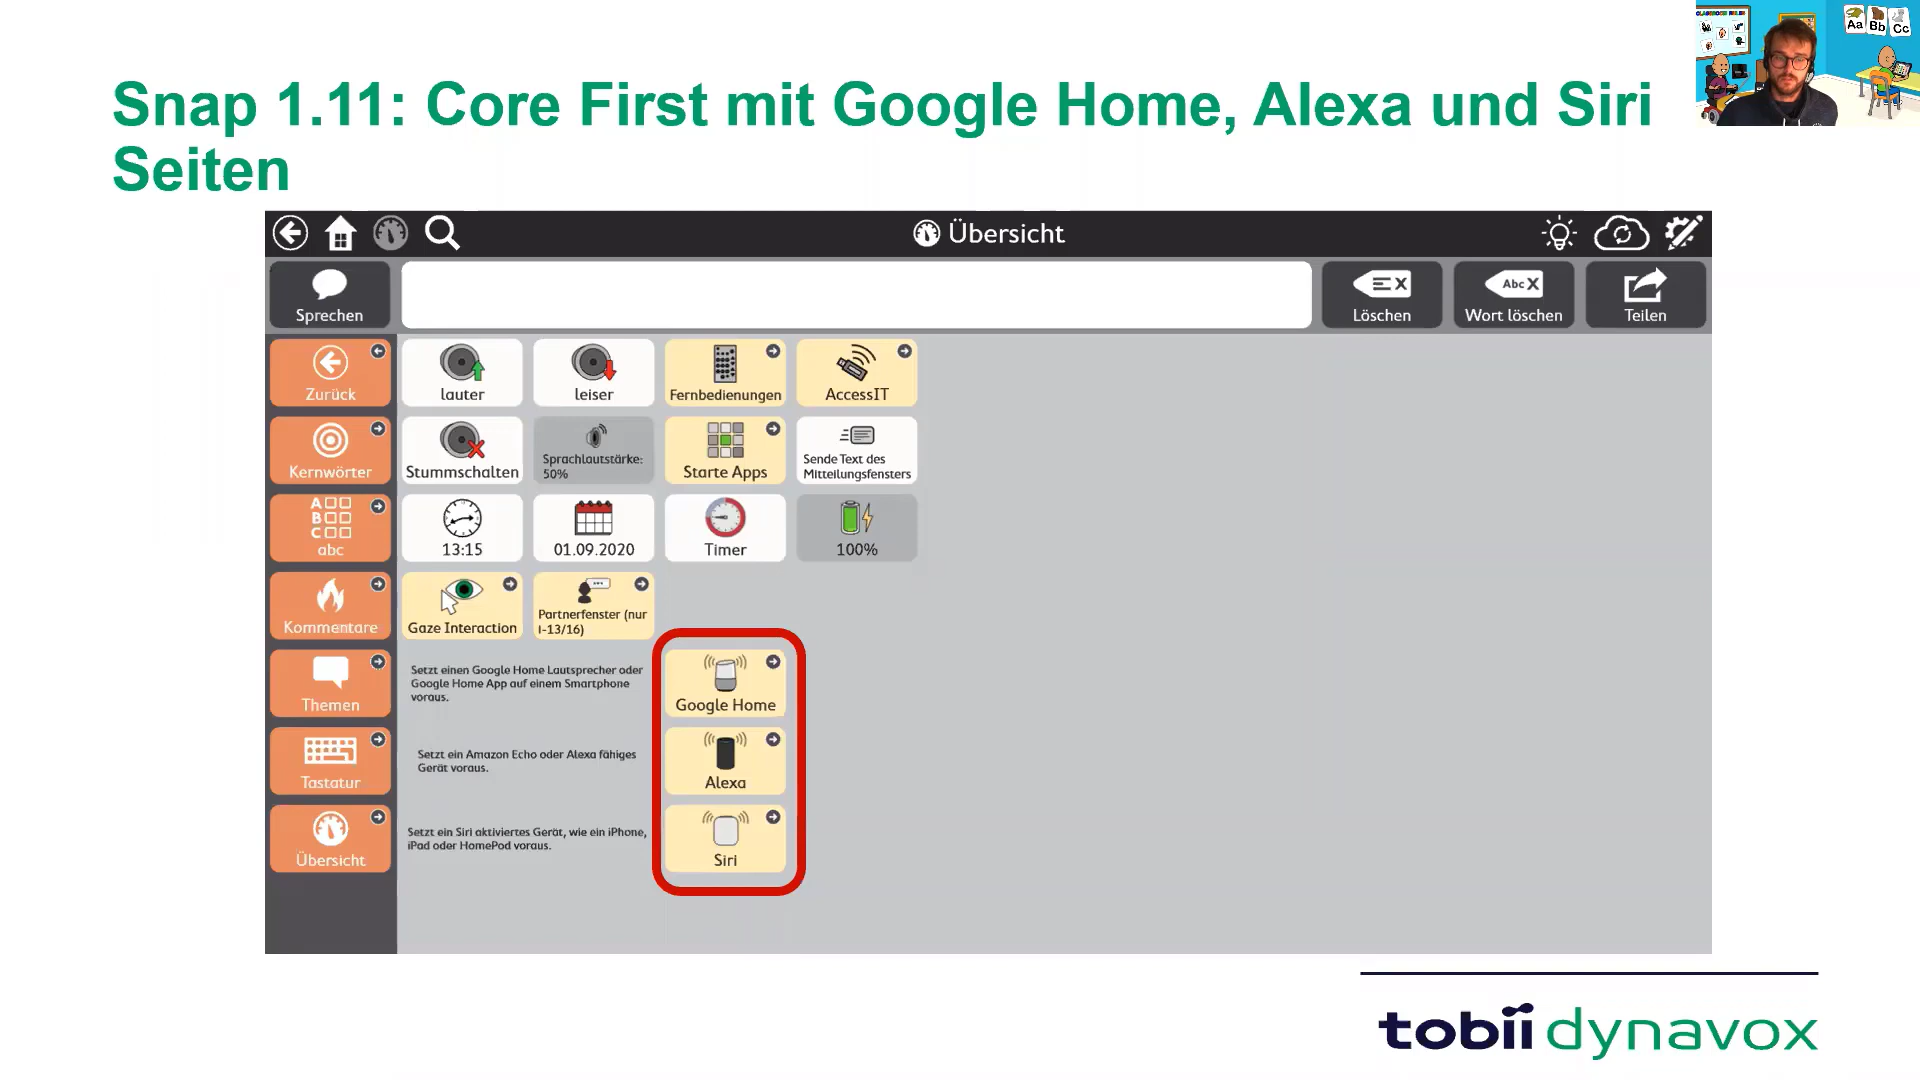 Snap 1.11: Core First mit Google Home, Alexa und Siri
Seiten
Übersicht
Sprechen
Löschen
Abc X
Wort löschen
Teilen
Zurück
lauter
leiser
Fernbedienungen
AccessIT
Kernwörter
Stummschalten
Sprachlautstärke:
50%
Starte Apps
Sende Text des
Mitteilungsfensters
A
B
C
abc
13:15
01.09.2020
Timer
100%
Kommentare
Gaze Interaction
Partnerfenster (nur
I-13/16)
Themen
Setzt einen Google Home Lautsprecher oder
Google Home App auf einem Smartphone
voraus.
Google Home
Tastatur
Setzt ein Amazon Echo oder Alexa fähiges
Gerät voraus.
Alexa
Übersicht
Setzt ein Siri aktiviertes Gerät, wie ein iPhone,
iPad oder HomePod voraus.
Siri
tobii dynavox
Aa Bb Cc